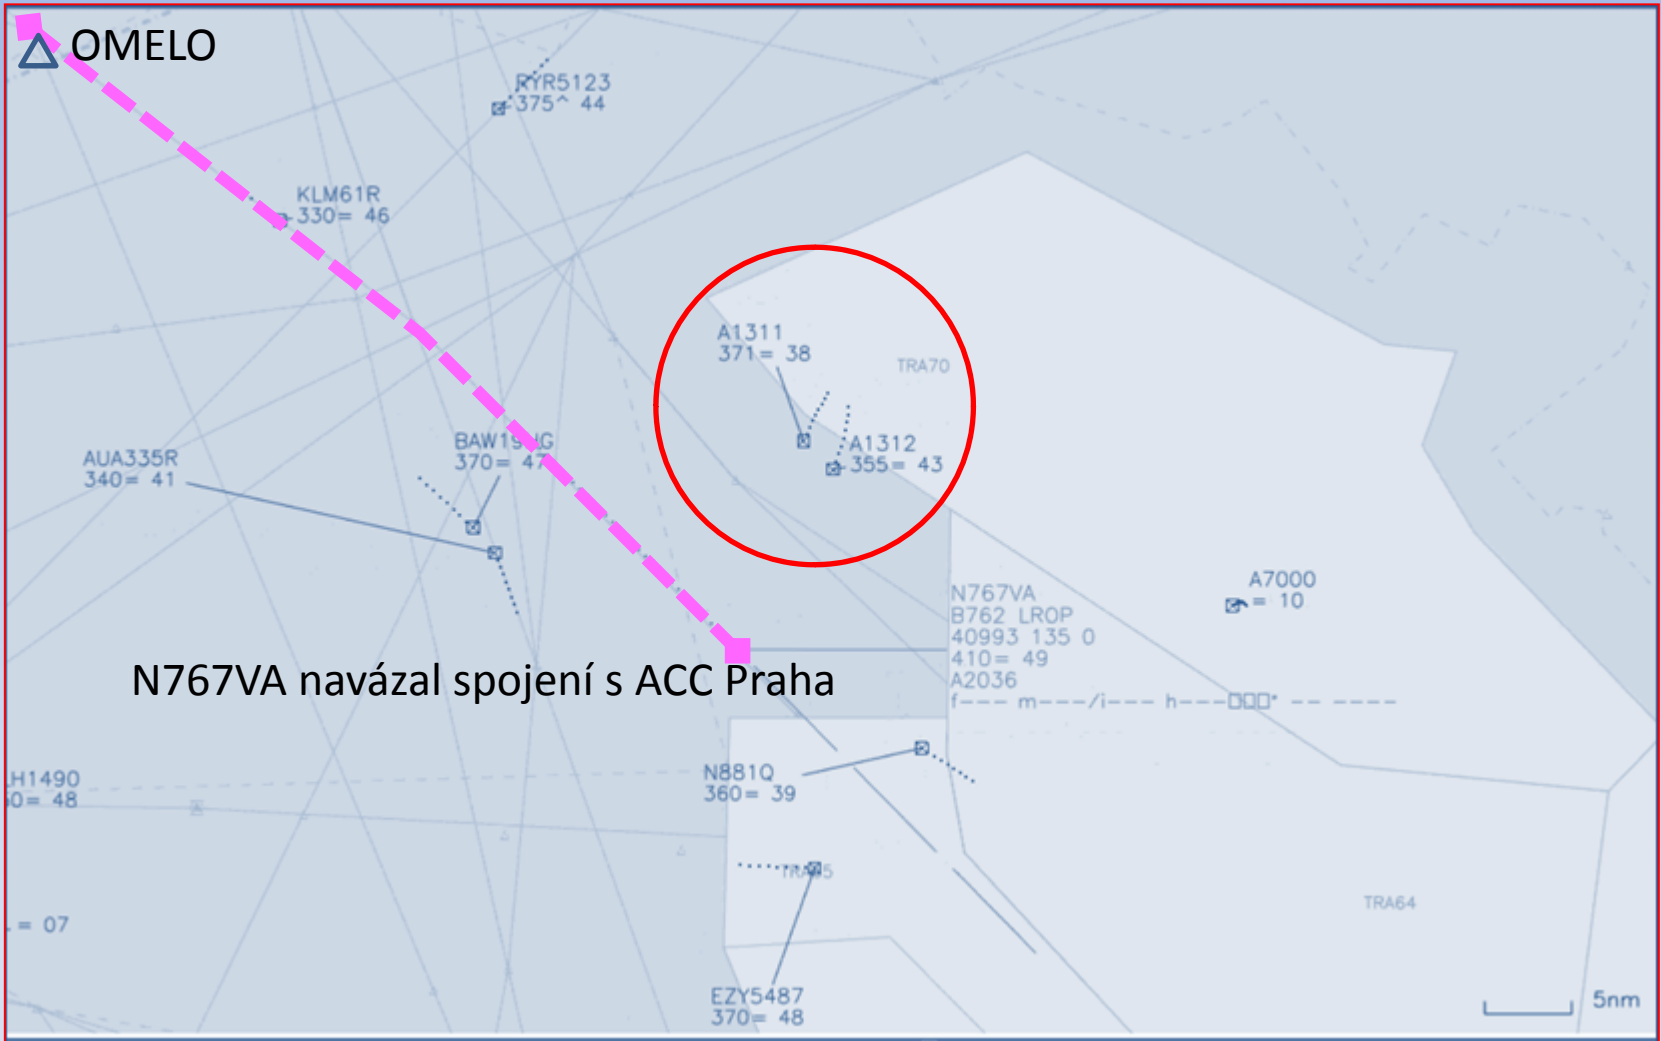 OMELO
RYR5123
375^ 44
KLM61R
330= 46
A1311
371= 38
TRA70
A1312
355= 43
BAW19
G
370= 47
AUA335R
340= 41
A7000
= 10
N767VA
B762 LROP
40993 135 0
410= 49
A2036
f--- m---/i--- h---□□□° -- ----
N767VA navázal spojení s ACC Praha
N881Q
360= 39
H1490
0= 48
TRA64
= 07
EZY5487
370= 48
5nm